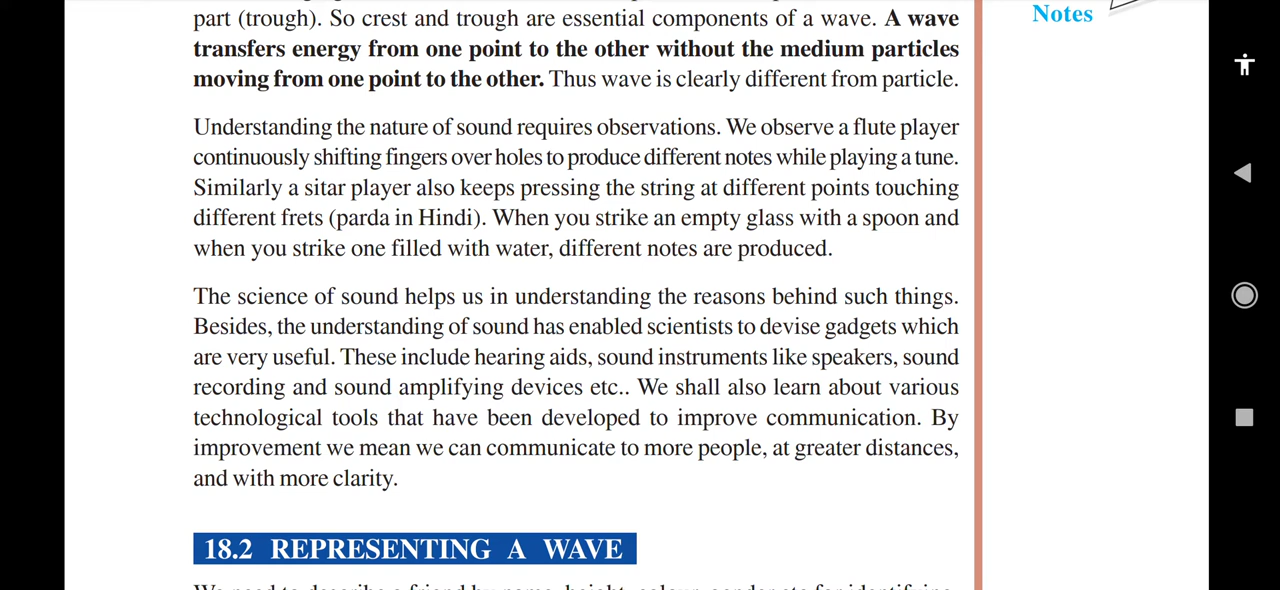 part (trough). So crest and trough are essential components of a wave. A wave
Notes
transfers energy from one point to the other without the medium particles
moving from one point to the other. Thus wave is clearly different from particle.
Understanding the nature of sound requires observations. We observe a flute player
continuously shifting fingers over holes to produce different notes while playing a tune.
Similarly a sitar player also keeps pressing the string at different points touching
different frets (parda in Hindi). When you strike an empty glass with a spoon and
when you strike one filled with water, different notes are produced.
The science of sound helps us in understanding the reasons behind such things.
Besides, the understanding of sound has enabled scientists to devise gadgets which
are very useful. These include hearing aids, sound instruments like speakers, sound
recording and sound amplifying devices etc.. We shall also learn about various
technological tools that have been developed to improve communication. By
improvement we mean we can communicate to more people, at greater distances,
and with more clarity.
18.2 REPRESENTING A WAVE